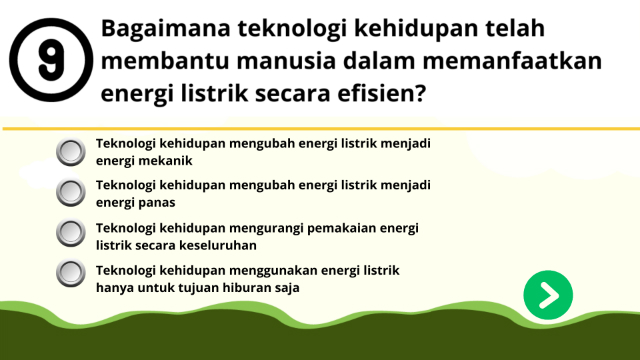 9
Bagaimana teknologi kehidupan telah
membantu manusia dalam memanfaatkan
energi listrik secara efisien?
Teknologi kehidupan mengubah energi listrik menjadi
energi mekanik
Teknologi kehidupan mengubah energi listrik menjadi
energi panas
Teknologi kehidupan mengurangi pemakaian energi
listrik secara keseluruhan
Teknologi kehidupan menggunakan energi listrik
hanya untuk tujuan hiburan saja